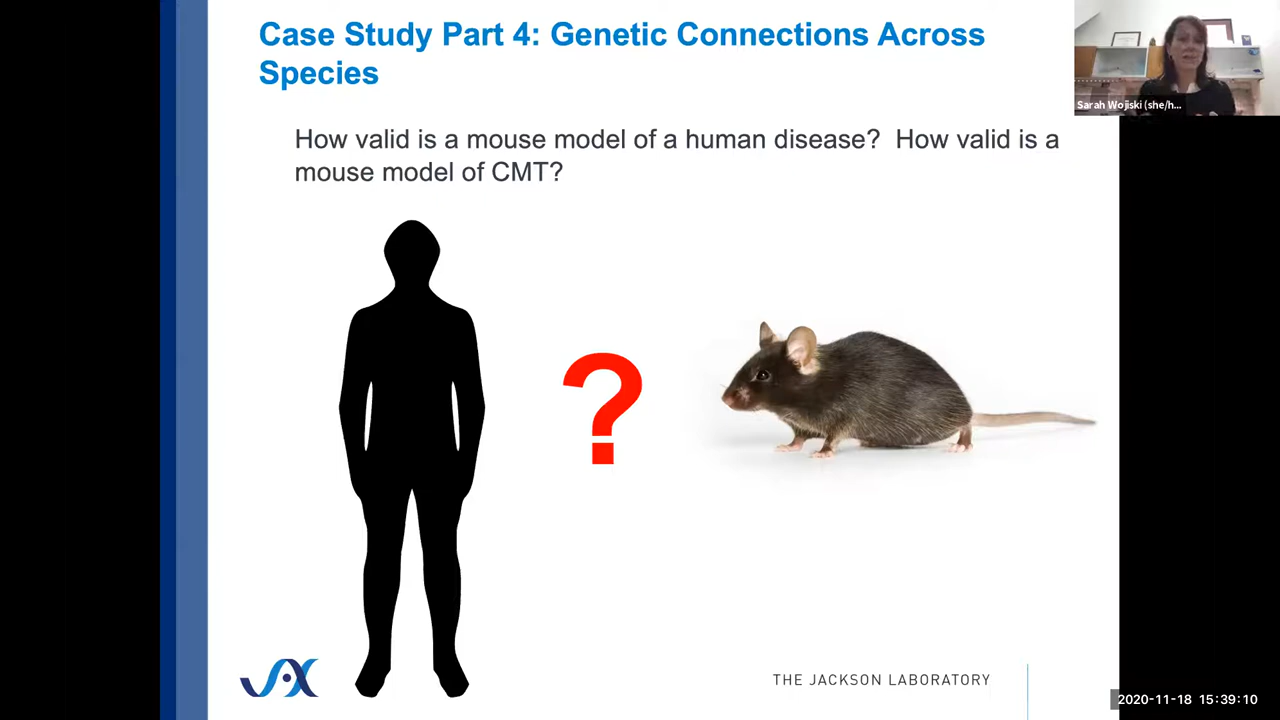 Case Study Part 4: Genetic Connections Across
Species
Sarah Wojiski (she/h...
How valid is a mouse model of a human disease?  How valid is a
mouse model of CMT?
?
JAX
THE JACKSON LABORATORY
2020-11-18 15:39:10